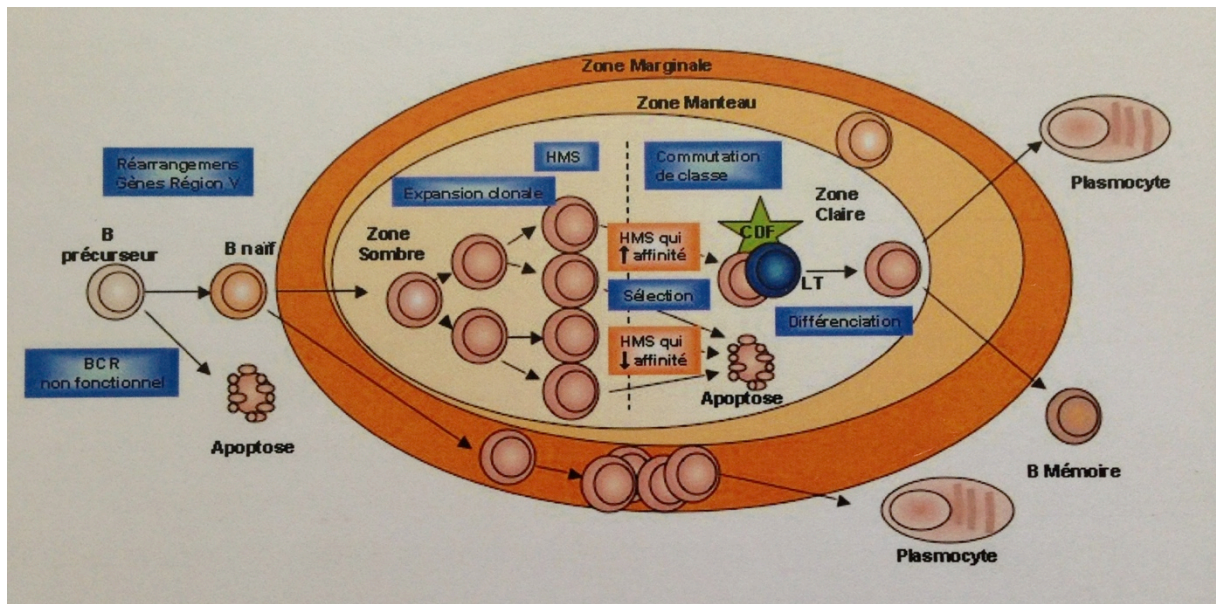 Zone Marginale
Zone Manteau
Réarrangemens
Gènes Région V
HMS
Commutation
de classe
Expansion clonale
Zone
Claire
Plasmocyte
B
précurseur
B naïf
Zone
Sombre
CDF
HMS qui
↑ affinité
LT
Sélection
Différenciation
BCR
non fonctionnel
HMS qui
↓ affinité
Apoptose
Apoptose
B Mémoire
Plasmocyte